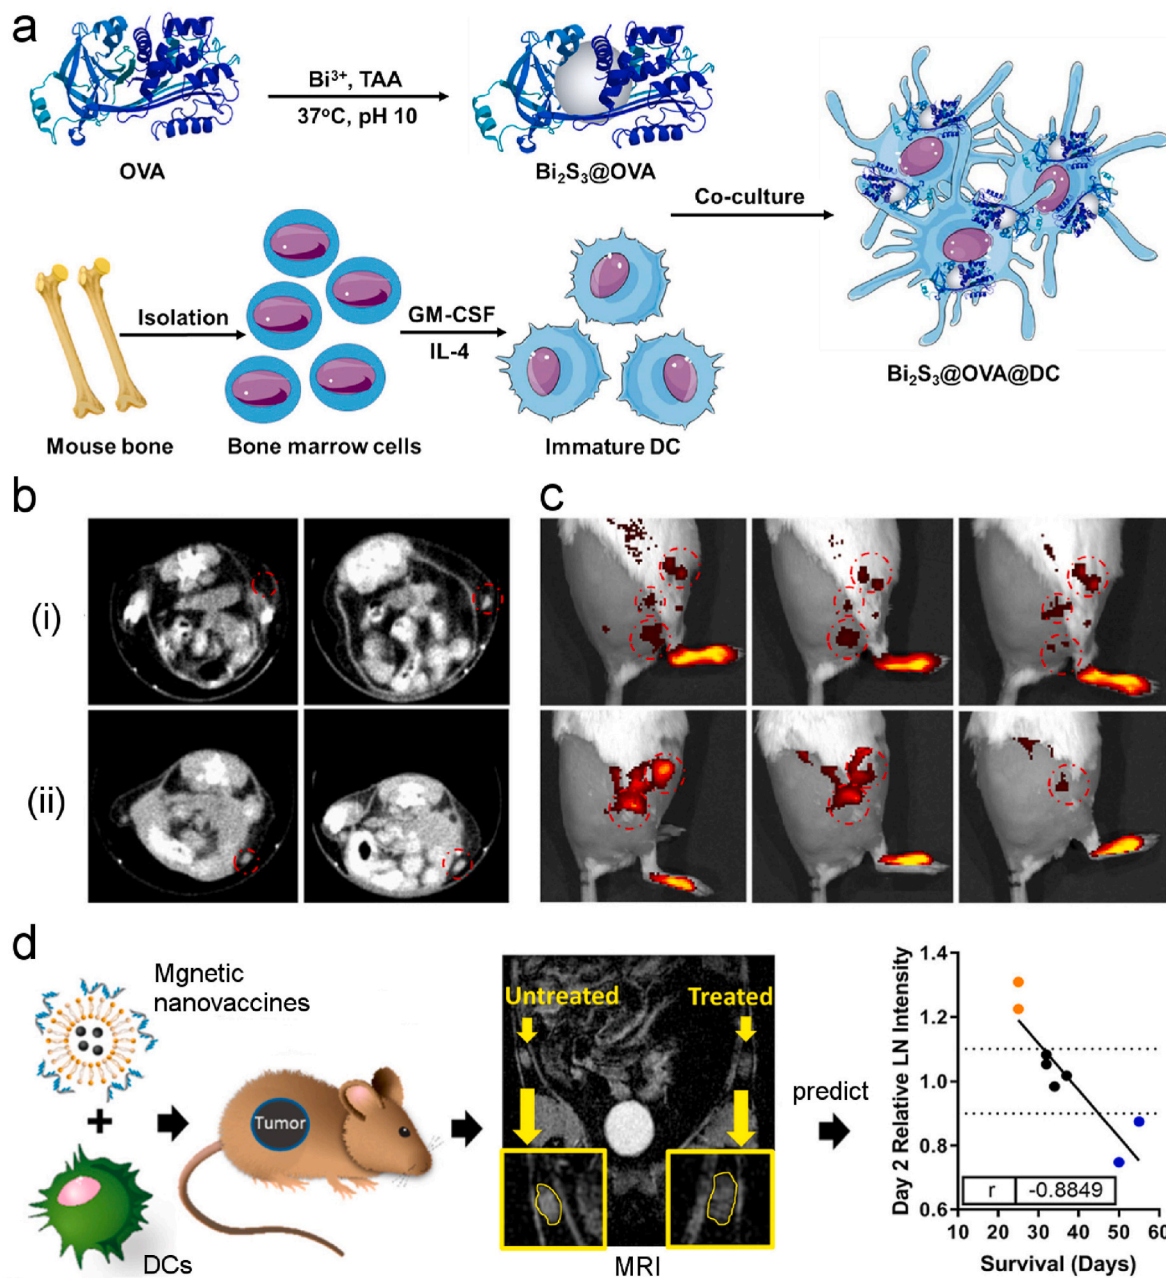 a
Bi³⁺, TAA
37°C, pH 10
OVA
Bi₂S₃@OVA
Co-culture
Isolation
GM-CSF
IL-4
Bi₂S₃@OVA@DC
Mouse bone
Bone marrow cells
Immature DC
b
c
(i)
(ii)
d
Mgnetic
nanovaccines
Tumor
DCs
Untreated
Treated
MRI
predict
Day 2 Relative LN Intensity
1.4
1.2
1.0
0.8
0.6
r -0.8849
10 20 30 40 50 60
Survival (Days)